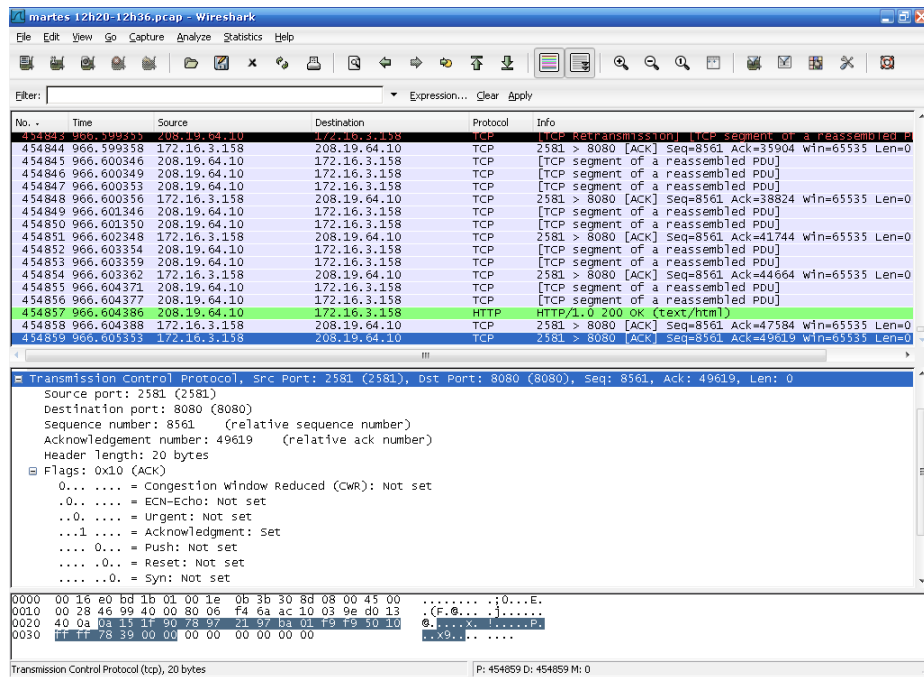 martes 12h20-12h36.pcap - Wireshark
File Edit View Go Capture Analyze Statistics Help
Filter: Expression... Clear Apply
No. . Time Source Destination Protocol Info
454843 966.599355 208.19.64.10 172.16.3.158 TCP [TCP Retransmission] [TCP segment of a reassembled P
454844 966.599358 172.16.3.158 208.19.64.10 TCP 2581 > 8080 [ACK] Seq=8561 Ack=35904 Win=65535 Len=0
454845 966.600346 208.19.64.10 172.16.3.158 TCP [TCP segment of a reassembled PDU]
454846 966.600349 208.19.64.10 172.16.3.158 TCP [TCP segment of a reassembled PDU]
454847 966.600353 208.19.64.10 172.16.3.158 TCP [TCP segment of a reassembled PDU]
454848 966.600356 172.16.3.158 208.19.64.10 TCP 2581 > 8080 [ACK] Seq=8561 Ack=38824 Win=65535 Len=0
454849 966.601346 208.19.64.10 172.16.3.158 TCP [TCP segment of a reassembled PDU]
454850 966.601350 208.19.64.10 172.16.3.158 TCP [TCP segment of a reassembled PDU]
454851 966.602348 172.16.3.158 208.19.64.10 TCP 2581 > 8080 [ACK] Seq=8561 Ack=41744 Win=65535 Len=0
454852 966.603354 208.19.64.10 172.16.3.158 TCP [TCP segment of a reassembled PDU]
454853 966.603359 208.19.64.10 172.16.3.158 TCP [TCP segment of a reassembled PDU]
454854 966.603362 172.16.3.158 208.19.64.10 TCP 2581 > 8080 [ACK] Seq=8561 Ack=44664 Win=65535 Len=0
454855 966.604371 208.19.64.10 172.16.3.158 TCP [TCP segment of a reassembled PDU]
454856 966.604377 208.19.64.10 172.16.3.158 TCP [TCP segment of a reassembled PDU]
454857 966.604386 208.19.64.10 172.16.3.158 HTTP HTTP/1.0 200 OK (text/html)
454858 966.604388 172.16.3.158 208.19.64.10 TCP 2581 > 8080 [ACK] Seq=8561 Ack=47584 Win=65535 Len=0
454859 966.605353 172.16.3.158 208.19.64.10 TCP 2581 > 8080 [ACK] Seq=8561 Ack=49619 Win=65535 Len=0
Transmission Control Protocol, Src Port: 2581 (2581), Dst Port: 8080 (8080), Seq: 8561, Ack: 49619, Len: 0
Source port: 2581 (2581)
Destination port: 8080 (8080)
Sequence number: 8561 (relative sequence number)
Acknowledgement number: 49619 (relative ack number)
Header length: 20 bytes
Flags: 0x10 (ACK)
0... .... = Congestion Window Reduced (CWR): Not set
.0.. .... = ECN-Echo: Not set
..0. .... = Urgent: Not set
...1 .... = Acknowledgment: Set
.... 0... = Push: Not set
.... .0.. = Reset: Not set
.... ..0. = Syn: Not set
0000 00 16 e0 bd 1b 01 00 1e 0b 3b 30 8d 08 00 45 00 ........ .;0...E.
0010 00 28 46 99 40 00 80 06 f4 6a ac 10 03 9e d0 13 .(F.@... .j......
0020 40 0a 0a 15 1f 90 78 97 21 97 ba 01 f9 f9 50 10 @.....x. !.....P.
0030 ff ff 78 39 00 00 00 00 00 00 00 00 ..x9.... ....
Transmission Control Protocol (tcp), 20 bytes P: 454859 D: 454859 M: 0